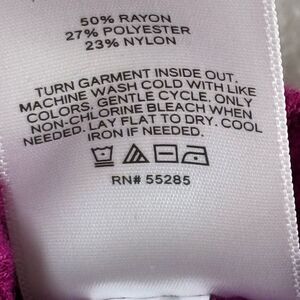 50% RAYON
27% POLYESTER
23% NYLON
TURN GARMENT INSIDE OUT.
MACHINE WASH COLD WITH LIKE
COLORS. GENTLE CYCLE. ONLY
NON-CHLORINE BLEACH WHEN
NEEDED. LAY FLAT TO DRY. COOL
IRON IF NEEDED.
RN# 55285